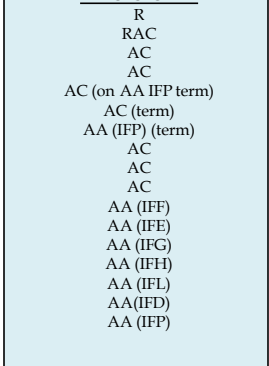 R
RAC
AC
AC
AC (on AA IFP term)
AC (term)
AA (IFP) (term)
AC
AC
AC
AA (IFF)
AA (IFE)
AA (IFG)
AA (IFH)
AA (IFL)
AA(IFD)
AA (IFP)